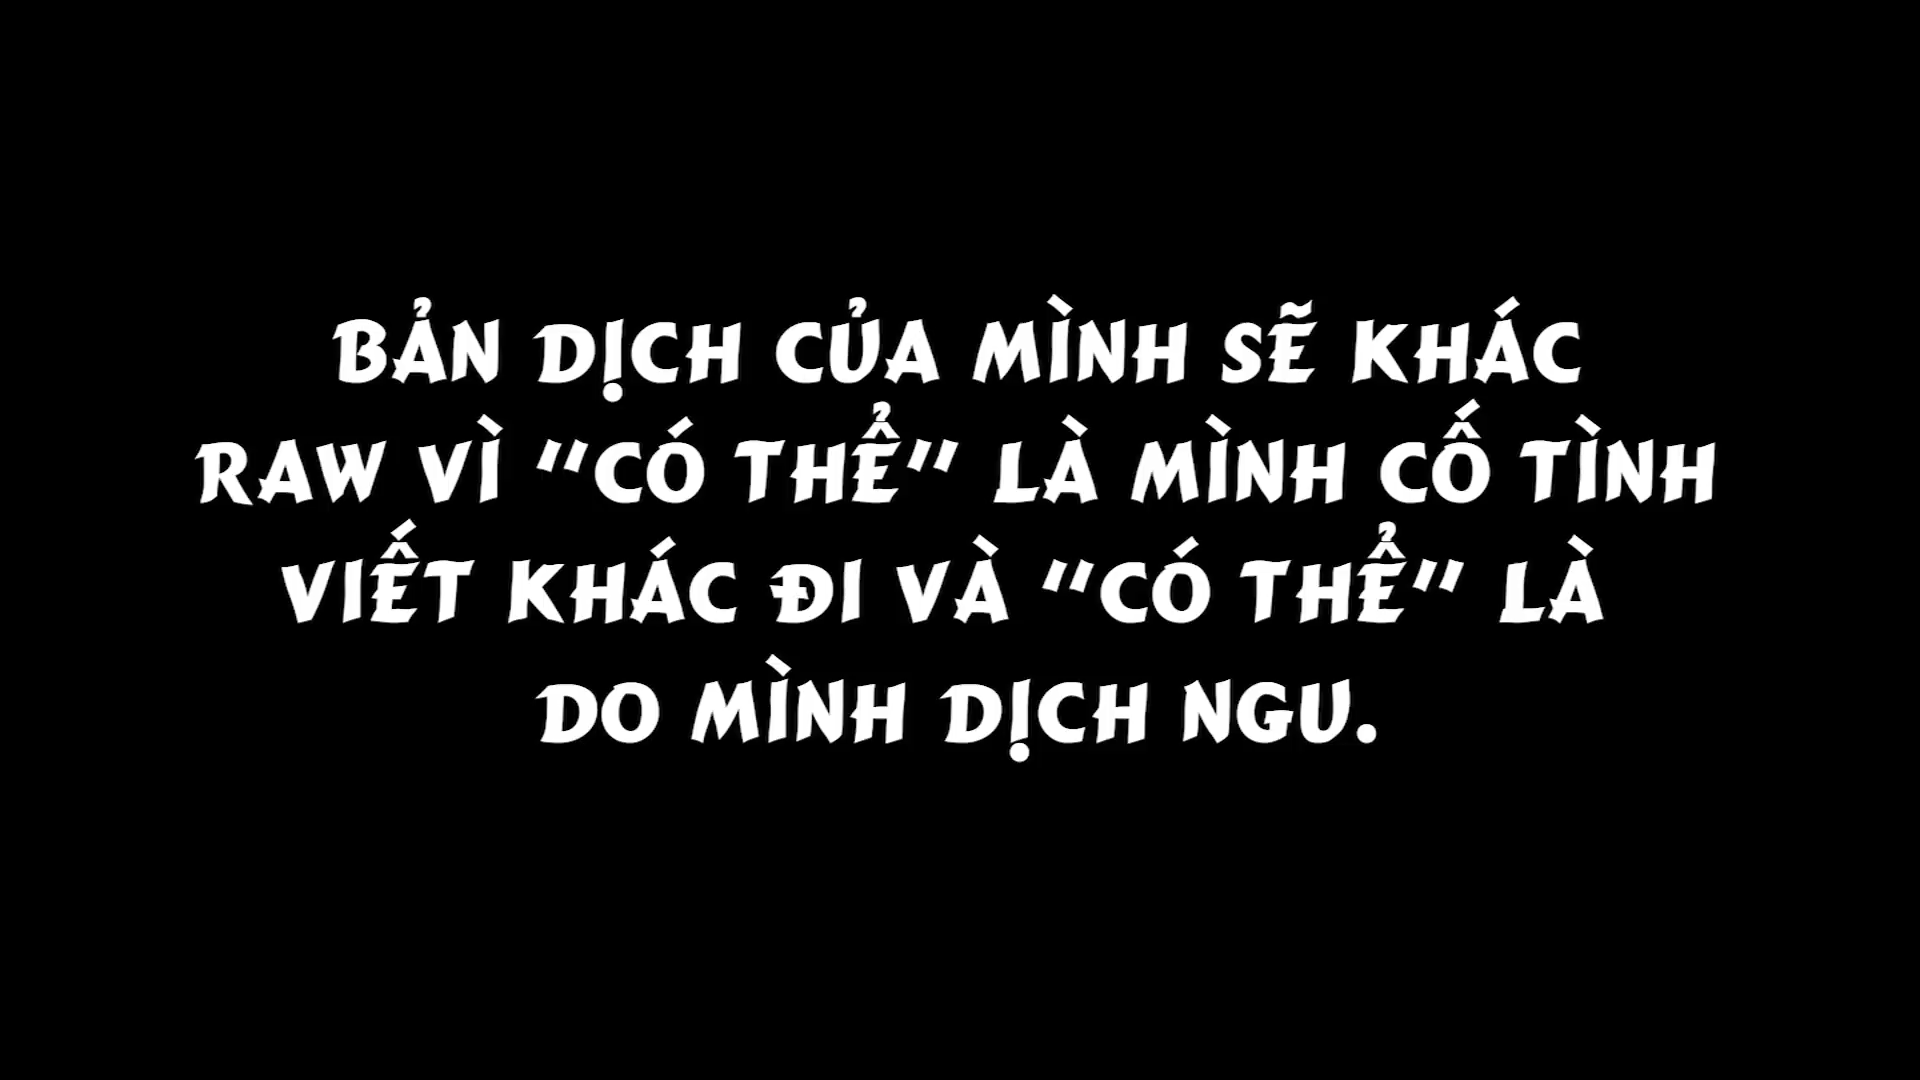 BẢN DỊCH CỦA MÌNH SẼ KHÁC
RAW VÌ "CÓ THỂ" LÀ MÌNH CỐ TÌNH
VIẾT KHÁC ĐI VÀ "CÓ THỂ" LÀ
DO MÌNH DỊCH NGU.